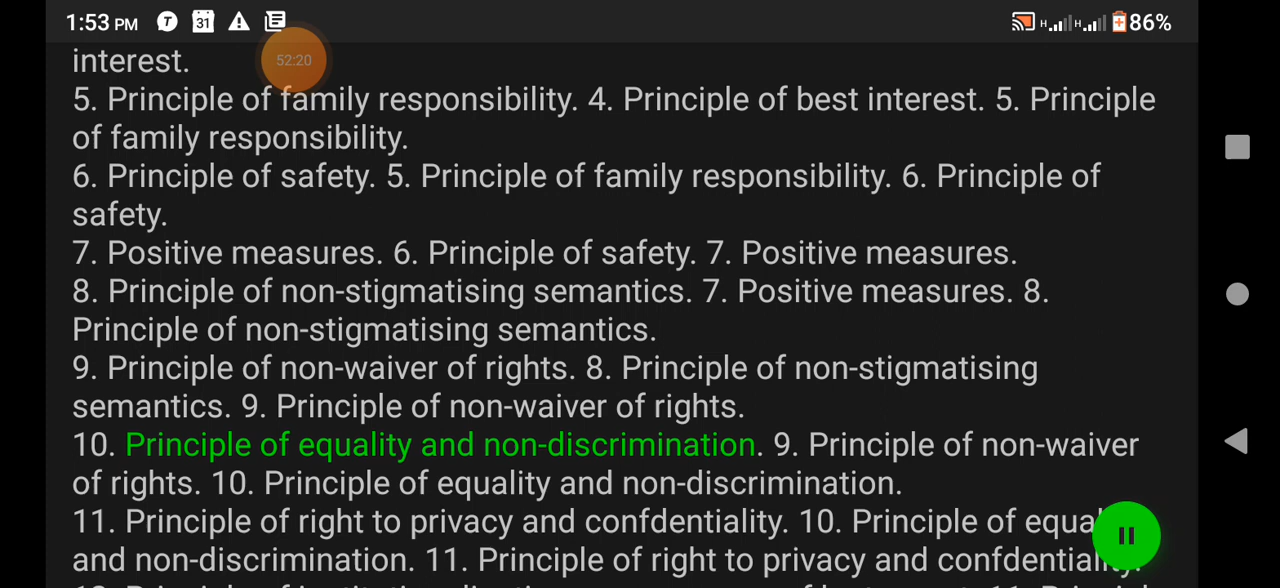 1:53 PM T 31 H H 86%
interest.
52:20
5. Principle of family responsibility. 4. Principle of best interest. 5. Principle
of family responsibility.
6. Principle of safety. 5. Principle of family responsibility. 6. Principle of
safety.
7. Positive measures. 6. Principle of safety. 7. Positive measures.
8. Principle of non-stigmatising semantics. 7. Positive measures. 8.
Principle of non-stigmatising semantics.
9. Principle of non-waiver of rights. 8. Principle of non-stigmatising
semantics. 9. Principle of non-waiver of rights.
10. Principle of equality and non-discrimination. 9. Principle of non-waiver
of rights. 10. Principle of equality and non-discrimination.
11. Principle of right to privacy and confdentiality. 10. Principle of equal
and non-discrimination. 11. Principle of right to privacy and confdentiality.